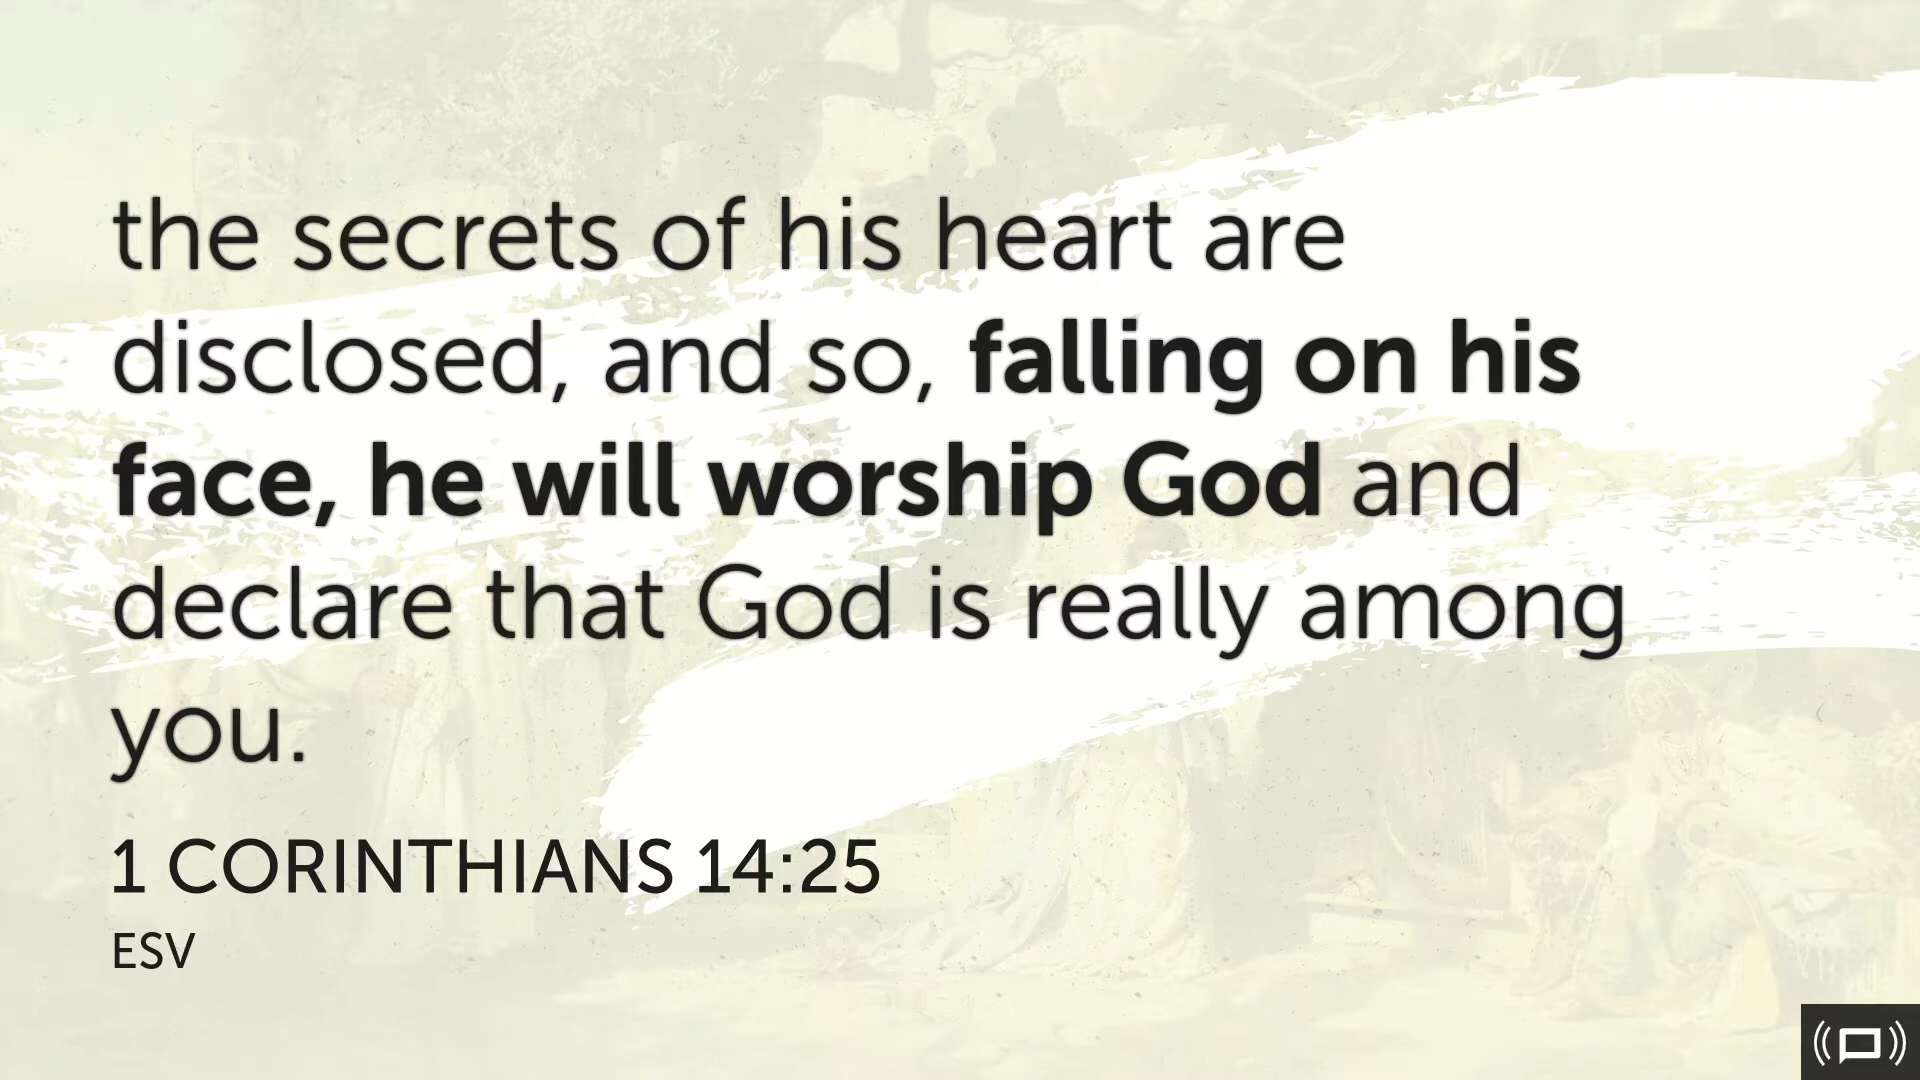 the secrets of his heart are
disclosed, and so, falling on his
face, he will worship God and
declare that God is really among
you.
1 CORINTHIANS 14:25
ESV